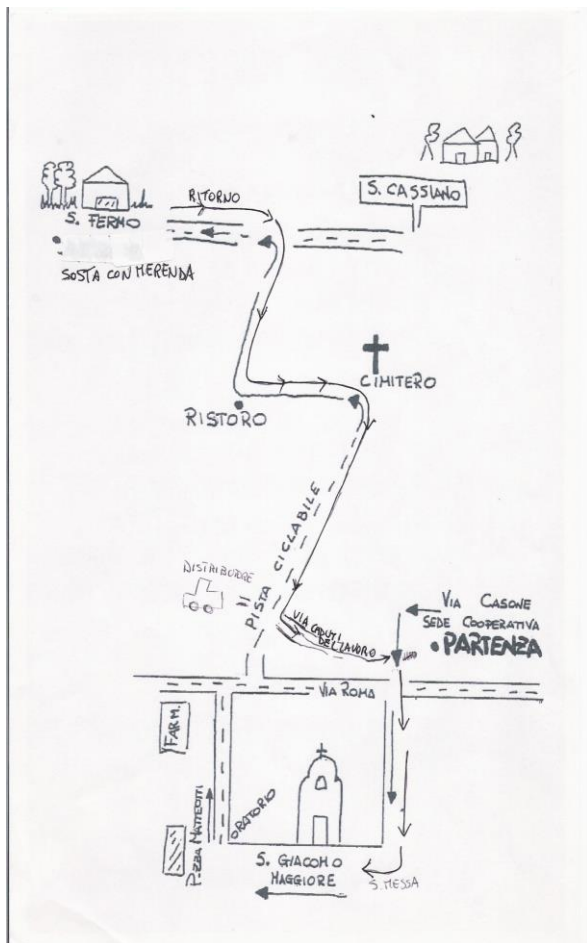 S. CASSIANO
RITORNO
S. FERMO
SOSTA CON MERENDA
CIMITERO
RISTORO
PISTA CICLABILE
DISTRIBUTORE
VIA CADUTI
DEL LAVORO
VIA CASONE
SEDE COOPERATIVA
PARTENZA
VIA ROMA
FARM.
P.ZZA MATTEOTTI
ORATORIO
S. GIACOMO
MAGGIORE
S. MESSA